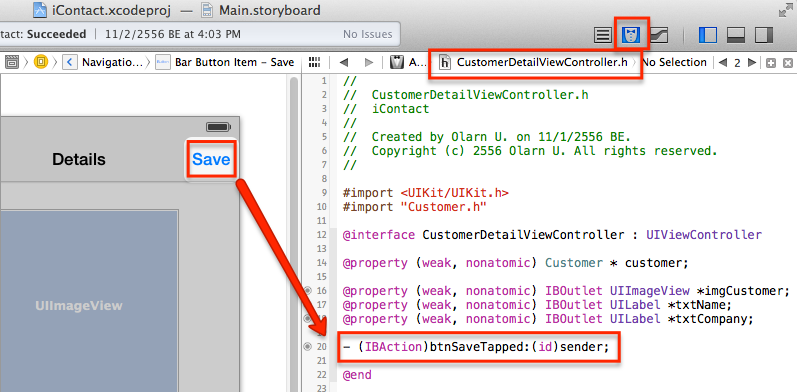 iContact.xcodeproj 〉 Main.storyboard
tact: Succeeded | 11/2/2556 BE at 4:03 PM No Issues
Navigatio... Bar Button Item – Save A... CustomerDetailViewController.h No Selection 2
1 //
2 // CustomerDetailViewController.h
3 // iContact
4 //
5 // Created by Olarn U. on 11/1/2556 BE.
6 // Copyright (c) 2556 Olarn U. All rights reserved.
7 //
8
9 #import <UIKit/UIKit.h>
10 #import "Customer.h"
11
12 @interface CustomerDetailViewController : UIViewController
13
14 @property (weak, nonatomic) Customer * customer;
15
16 @property (weak, nonatomic) IBOutlet UIImageView *imgCustomer;
17 @property (weak, nonatomic) IBOutlet UILabel *txtName;
@property (weak, nonatomic) IBOutlet UILabel *txtCompany;
20 - (IBAction)btnSaveTapped:(id)sender;
21
22 @end
23
Details Save
UIImageView